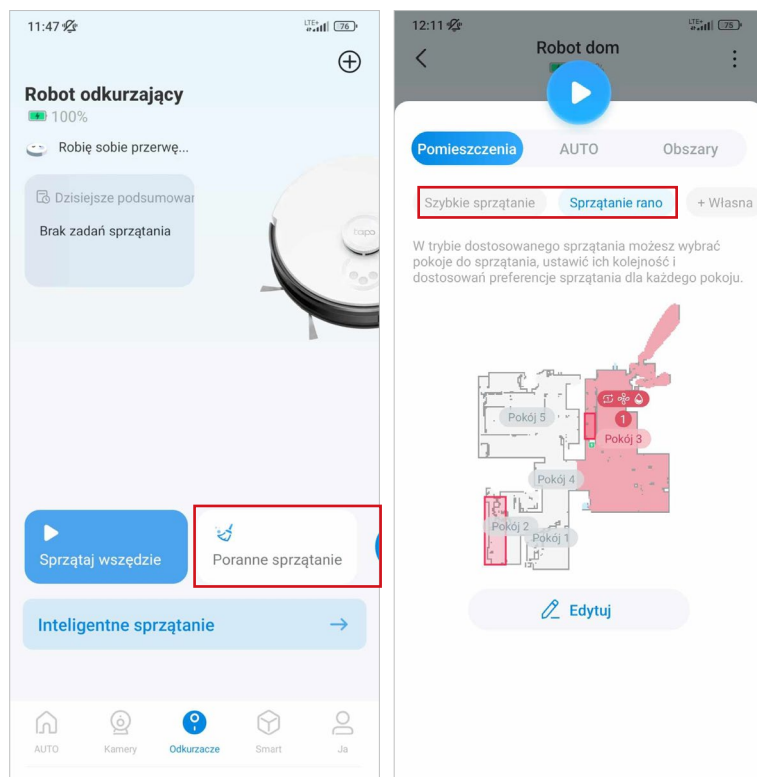 11:47
LTE+
76
Robot odkurzający
100%
Robię sobie przerwę...
Dzisiejsze podsumowar
Brak zadań sprzątania
tapo
Sprzątaj wszędzie
Poranne sprzątanie
Inteligentne sprzątanie
AUTO
Kamery
Odkurzacze
Smart
Ja
12:11
LTE+
75
Robot dom
Pomieszczenia
AUTO
Obszary
Szybkie sprzątanie
Sprzątanie rano
+ Własna
W trybie dostosowanego sprzątania możesz wybrać
pokoje do sprzątania, ustawić ich kolejność i
dostosowań preferencje sprzątania dla każdego pokoju.
Pokój 5
1
Pokój 3
Pokój 4
Pokój 2
Pokój 1
Edytuj